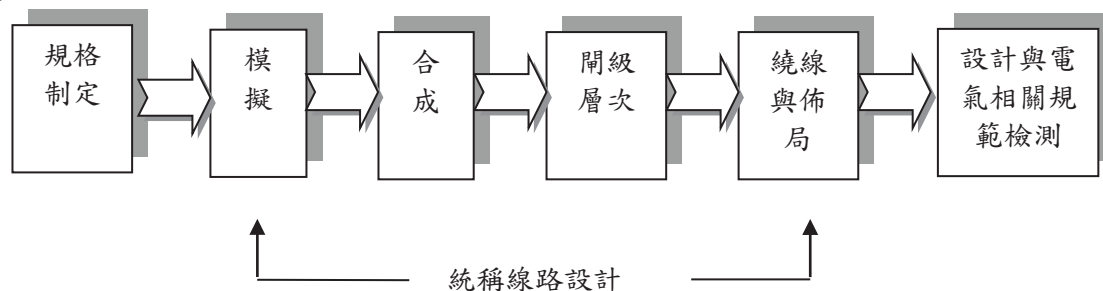 規格
制定
模
擬
合
成
閘級
層次
繞線
與佈
局
設計與電
氣相關規
範檢測
統稱線路設計